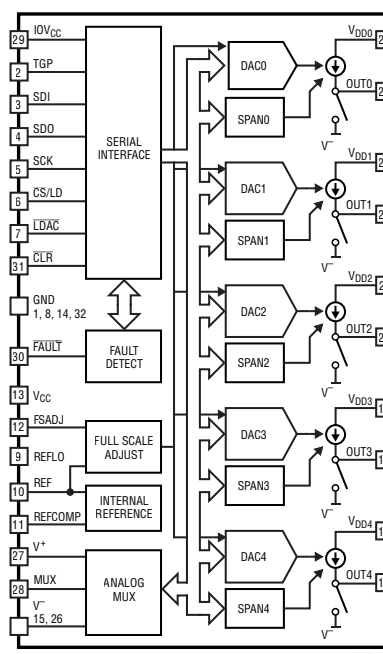 29 IOVCC
2 TGP
3 SDI
4 SDO
5 SCK
6 CS/LD
7 LDAC
31 CLR
GND
1, 8, 14, 32
30 FAULT
13 VCC
12 FSADJ
9 REFLO
10 REF
11 REFCOMP
27 V+
28 MUX
V–
15, 26
SERIAL
INTERFACE
FAULT
DETECT
FULL SCALE
ADJUST
INTERNAL
REFERENCE
ANALOG
MUX
DAC0
SPAN0
VDD0
OUT0
V–
DAC1
SPAN1
VDD1
OUT1
V–
DAC2
SPAN2
VDD2
OUT2
V–
DAC3
SPAN3
VDD3
OUT3
V–
DAC4
SPAN4
VDD4
OUT4
V–